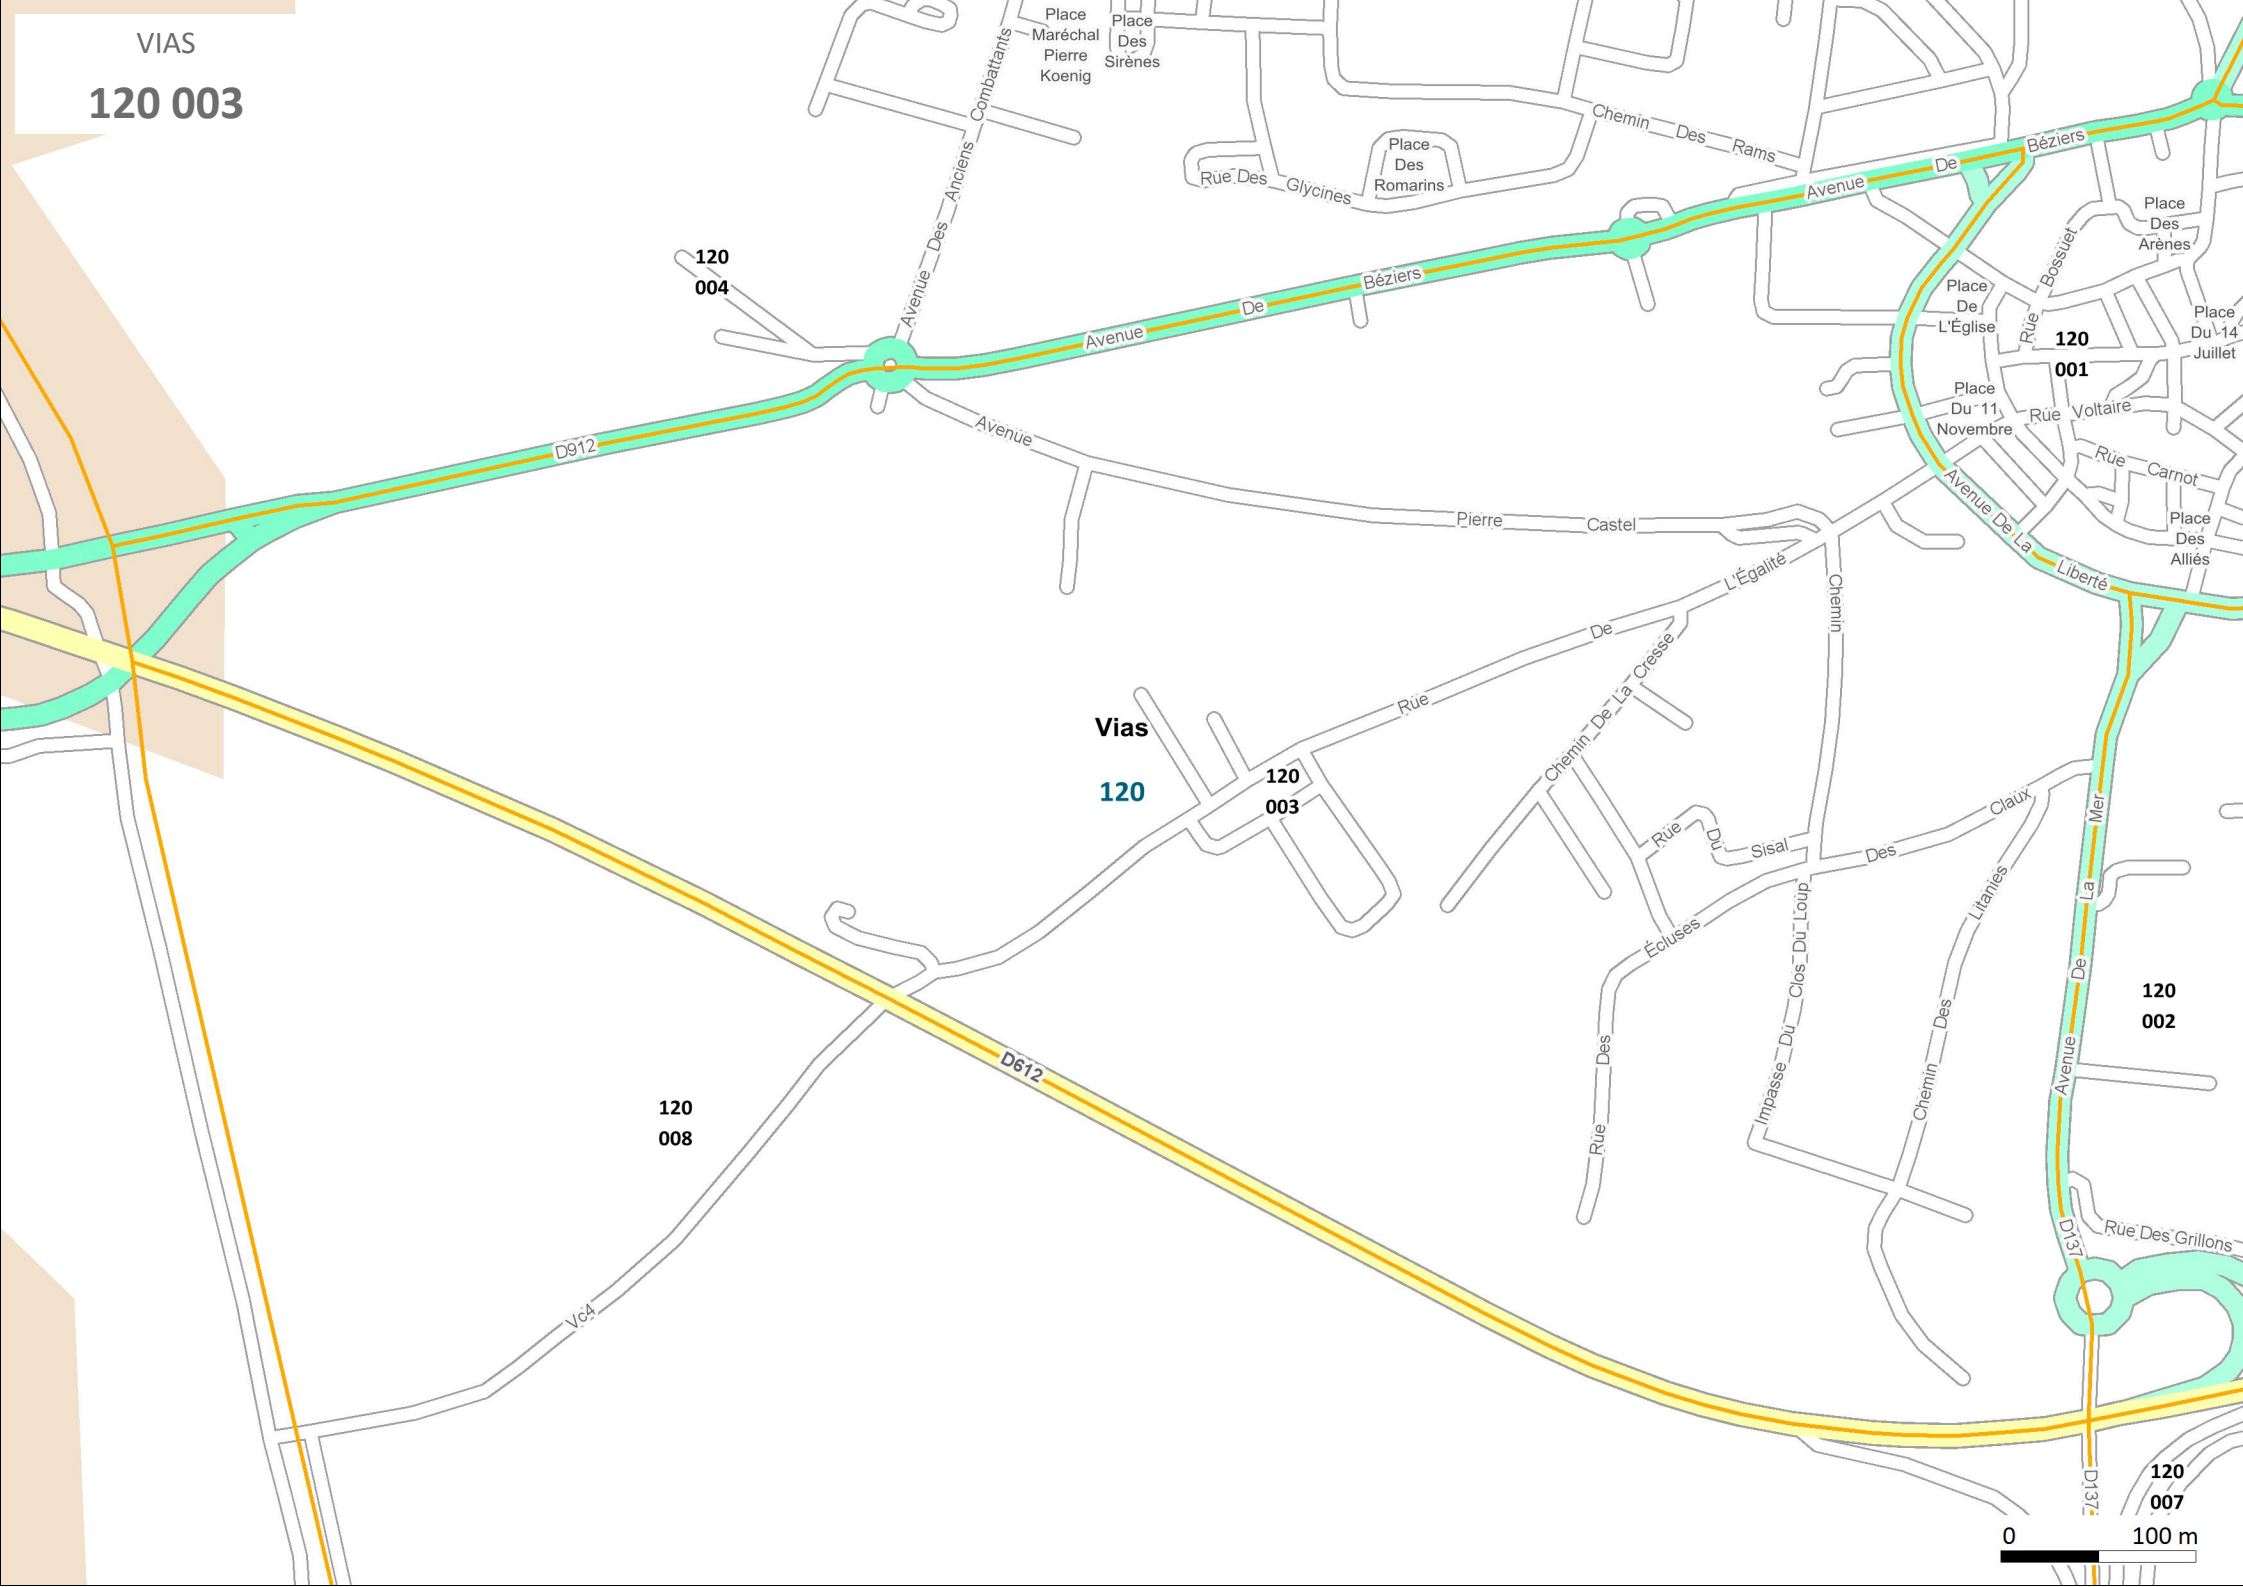 VIAS
120 003
Place
Maréchal
Pierre
Koenig
Place
Des
Sirènes
Avenue Des Anciens Combattants
Chemin Des Rams
Place
Des
Romarins
Rue Des Glycines
Avenue De Béziers
Place
Des
Arènes
120
004
Avenue De Béziers
Rue Bossuet
Place
De
L'Église
Place
Du 14
Juillet
120
001
Place
Du 11
Novembre
Rue Voltaire
Rue Carnot
D912
Avenue Pierre Castel
Avenue De La Liberté
Place
Des
Alliés
Rue De L'Égalité
Chemin
Chemin De La Cresse
Vias
120
120
003
Rue Du Sisal
Rue Des Écluses
Des Claux
Avenue De La Mer
Impasse Du Clos Du Loup
Chemin Des Litanies
120
002
D612
120
008
Vc4
Rue Des Grillons
D137
D137
120
007
0 100 m